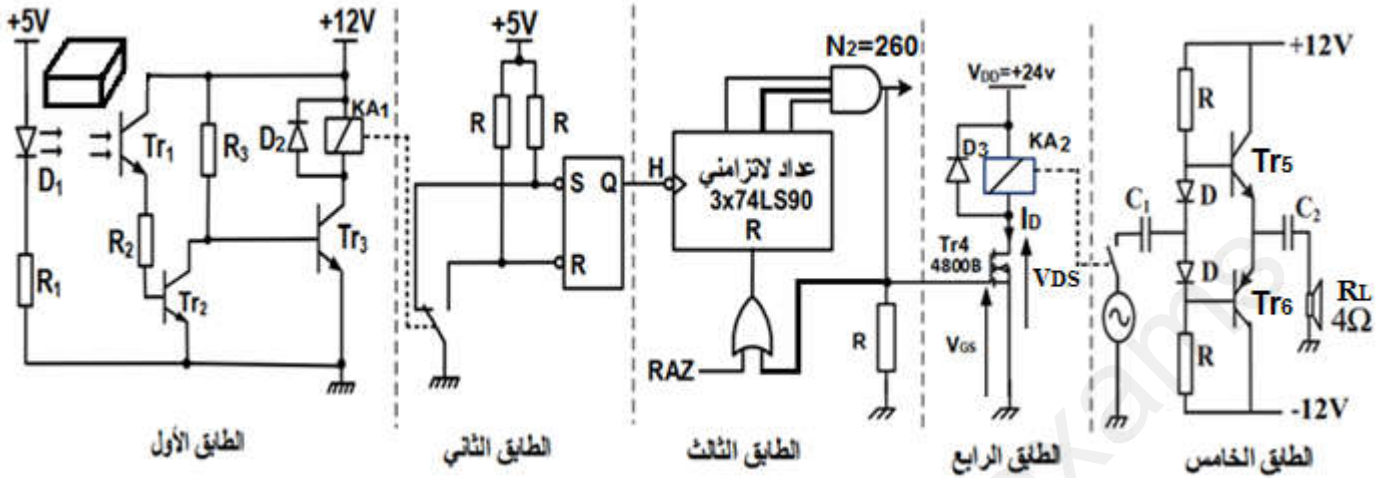 +5V
+12V
D₁
Tr₁
R₁
R₂
R₃
Tr₂
D₂
KA₁
Tr₃
الطابق الأول
+5V
R
R
S
Q
R
الطابق الثاني
N₂=260
H
عداد لاتزامني
3x74LS90
R
RAZ
R
الطابق الثالث
VDD=+24v
D3
KA₂
ID
Tr4
4800B
VDS
VGS
الطابق الرابع
+12V
R
Tr₅
D
C₁
C₂
D
Tr₆
RL
4Ω
R
-12V
الطابق الخامس
exams